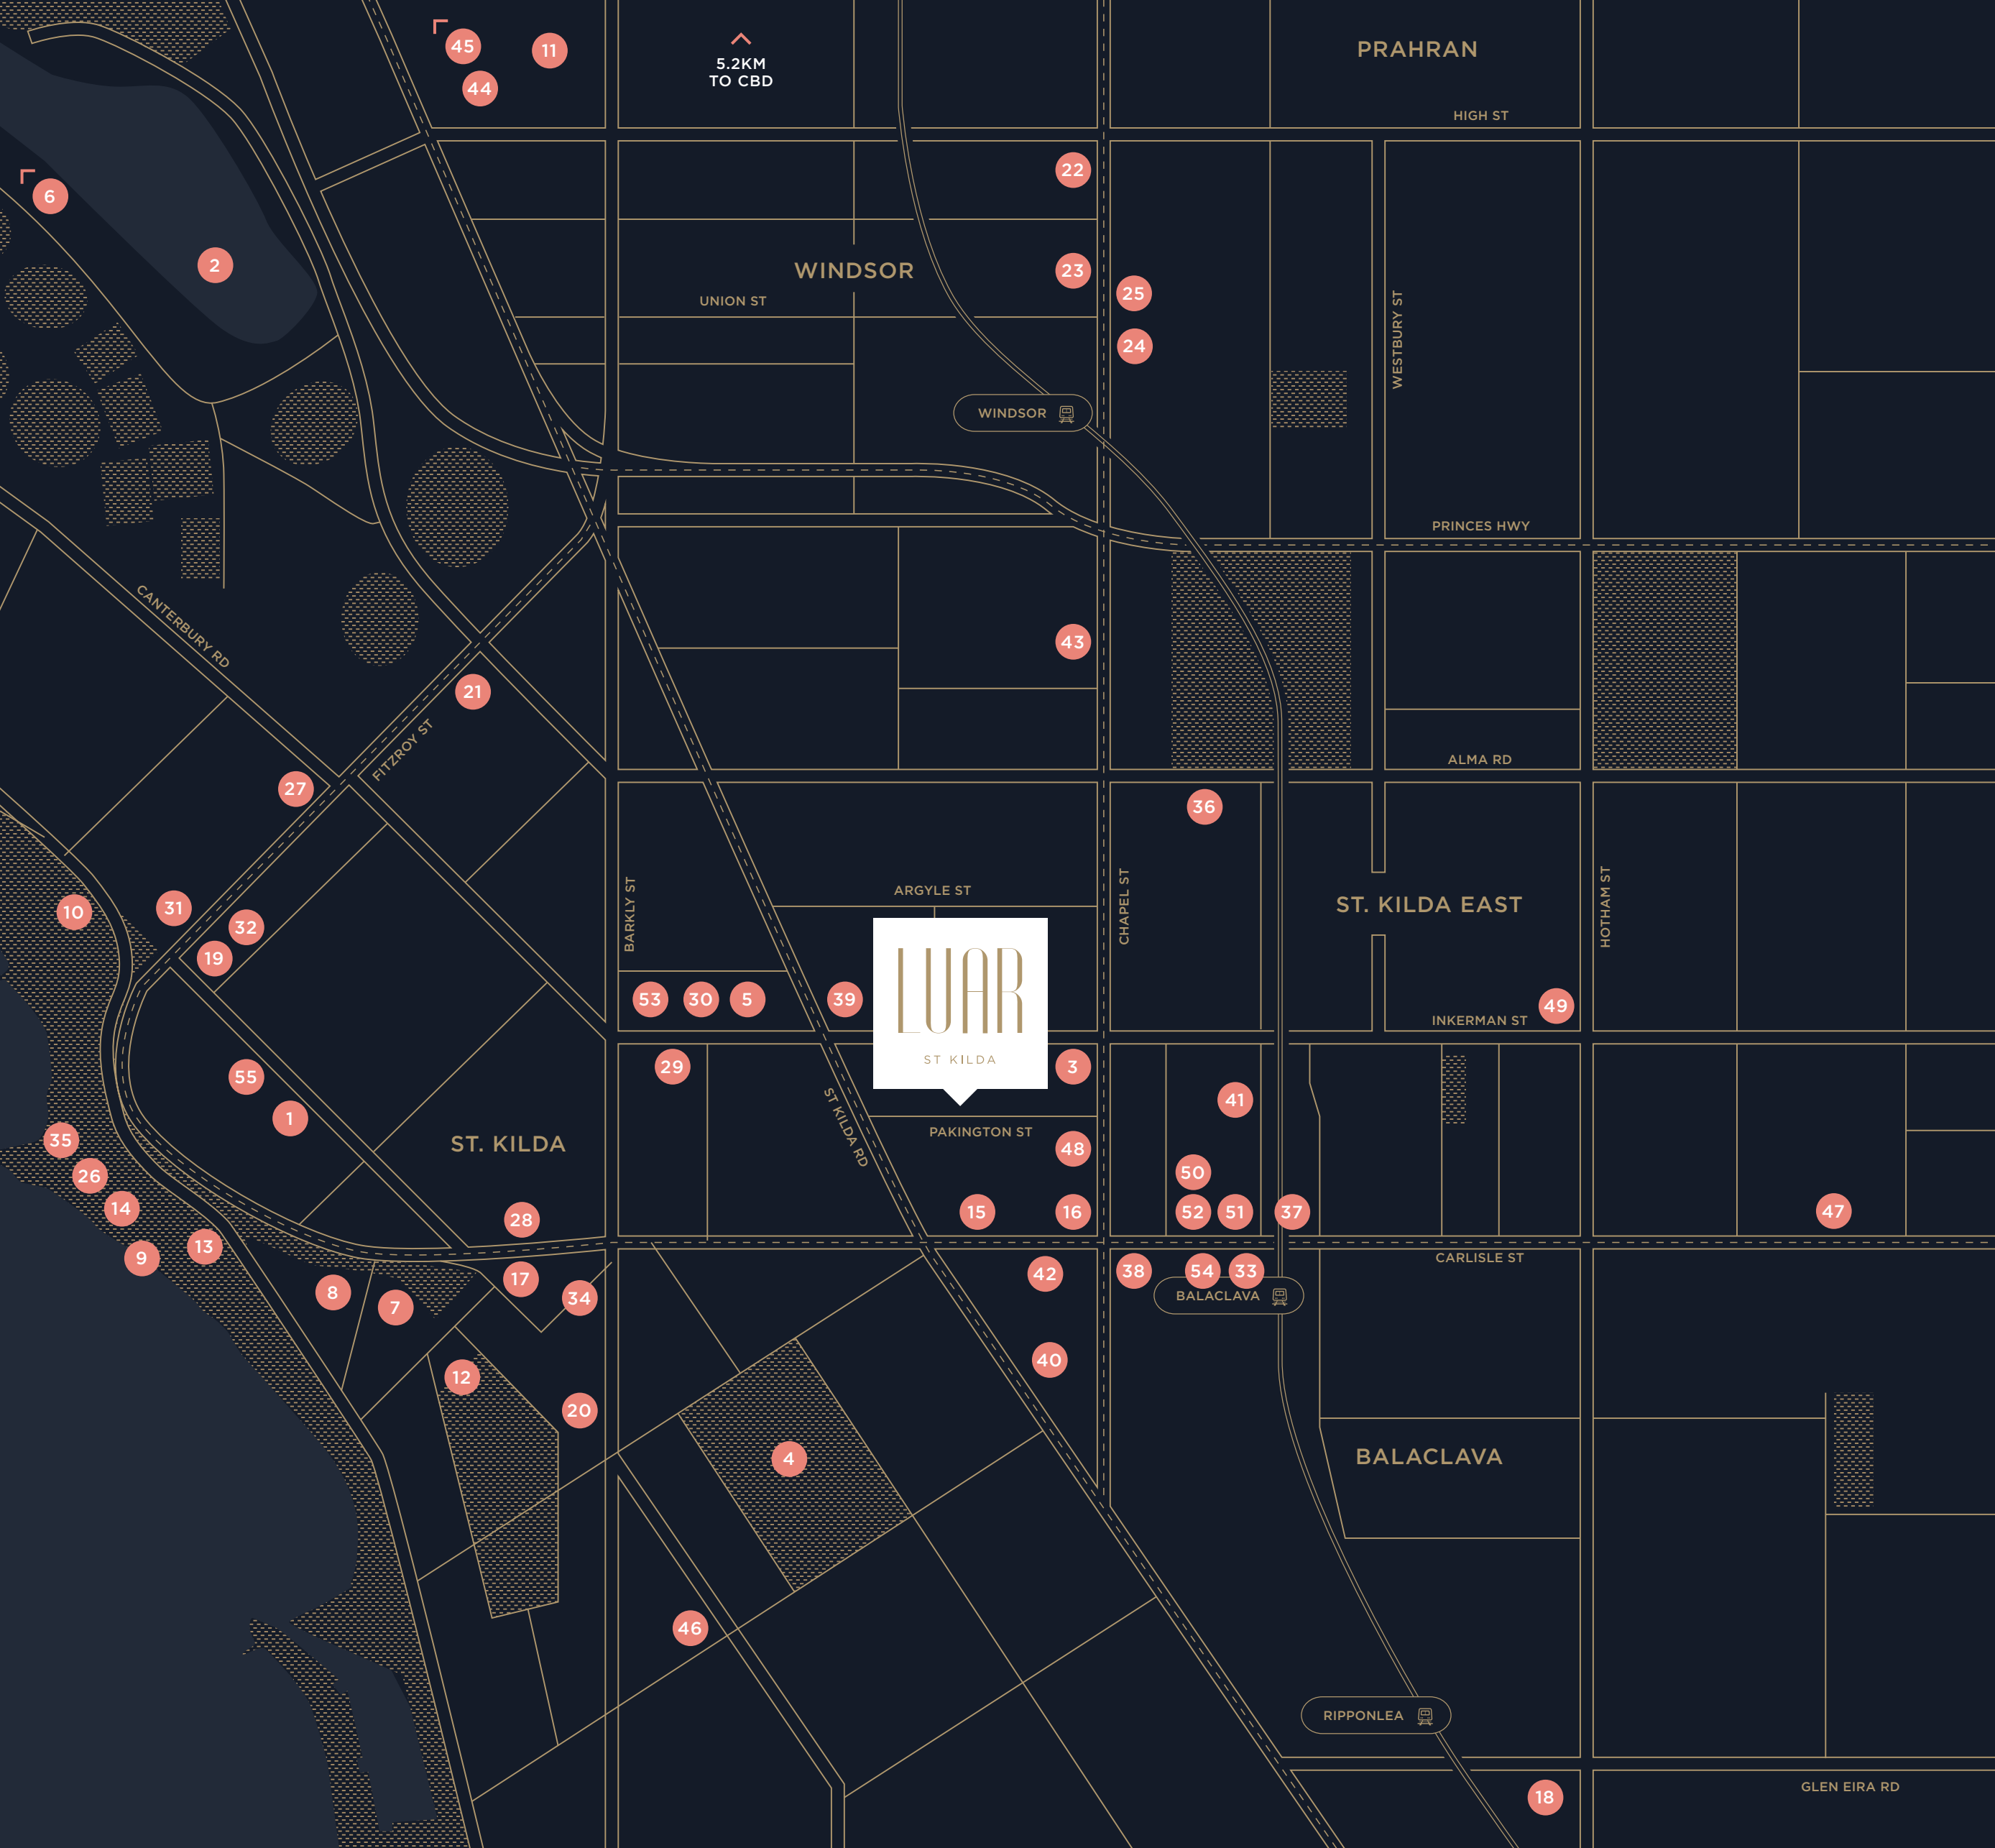 45
11
44
5.2KM
TO CBD
PRAHRAN
HIGH ST
6
2
22
WINDSOR
23
UNION ST
25
24
WESTBURY ST
WINDSOR
PRINCES HWY
CANTERBURY RD
43
21
FITZROY ST
27
ALMA RD
36
10
31
32
19
BARKLY ST
ARGYLE ST
CHAPEL ST
ST. KILDA EAST
HOTHAM ST
LUAR
ST KILDA
53
30
5
39
49
INKERMAN ST
55
29
3
1
41
35
ST. KILDA
ST KILDA RD
PAKINGTON ST
48
26
50
14
28
15
16
52
51
37
47
13
9
CARLISLE ST
8
7
17
34
42
38
54
33
BALACLAVA
12
40
20
4
BALACLAVA
46
RIPPONLEA
18
GLEN EIRA RD